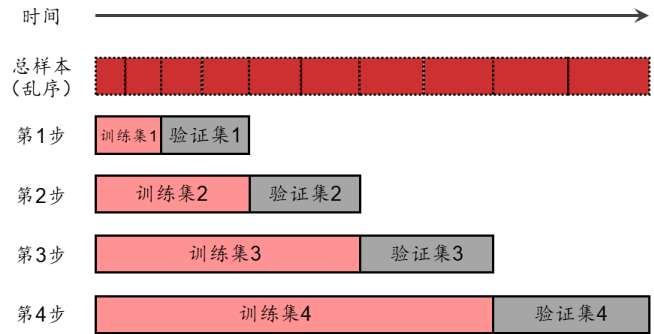 时间
总样本
（乱序）
第1步
训练集1 验证集1
第2步
训练集2 验证集2
第3步
训练集3 验证集3
第4步
训练集4 验证集4